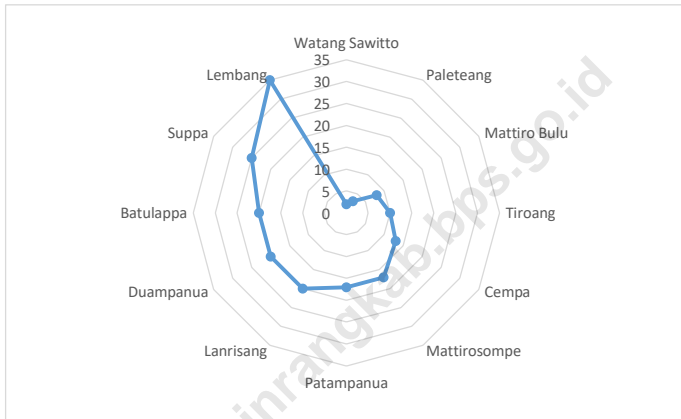 Watang Sawitto
Paleteang
Mattiro Bulu
Tiroang
Cempa
Mattirosompe
Patampanua
Lanrisang
Duampanua
Batulappa
Suppa
Lembang
35
30
25
20
15
10
5
0
inrangkab.bps.go.id